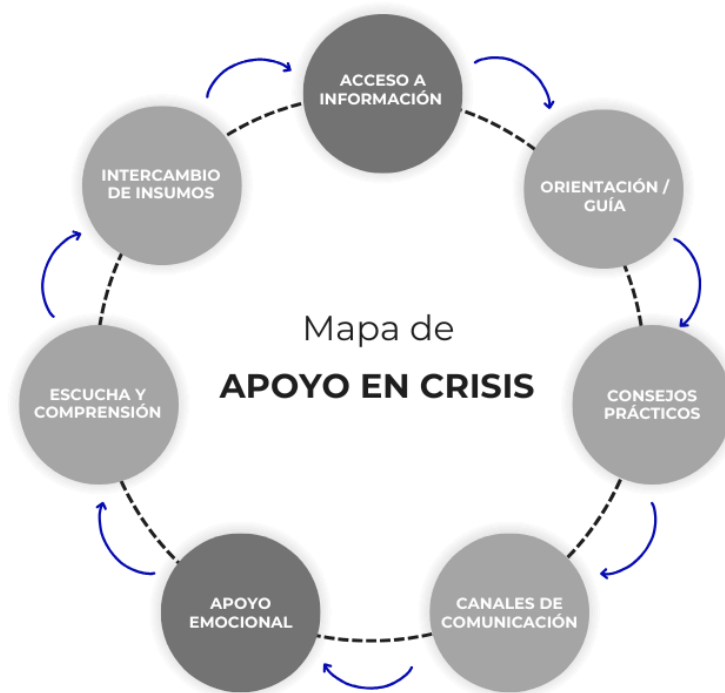 ACCESO A
INFORMACIÓN
ORIENTACIÓN /
GUÍA
CONSEJOS
PRÁCTICOS
CANALES DE
COMUNICACIÓN
APOYO
EMOCIONAL
ESCUCHA Y
COMPRENSIÓN
INTERCAMBIO
DE INSUMOS
Mapa de
APOYO EN CRISIS